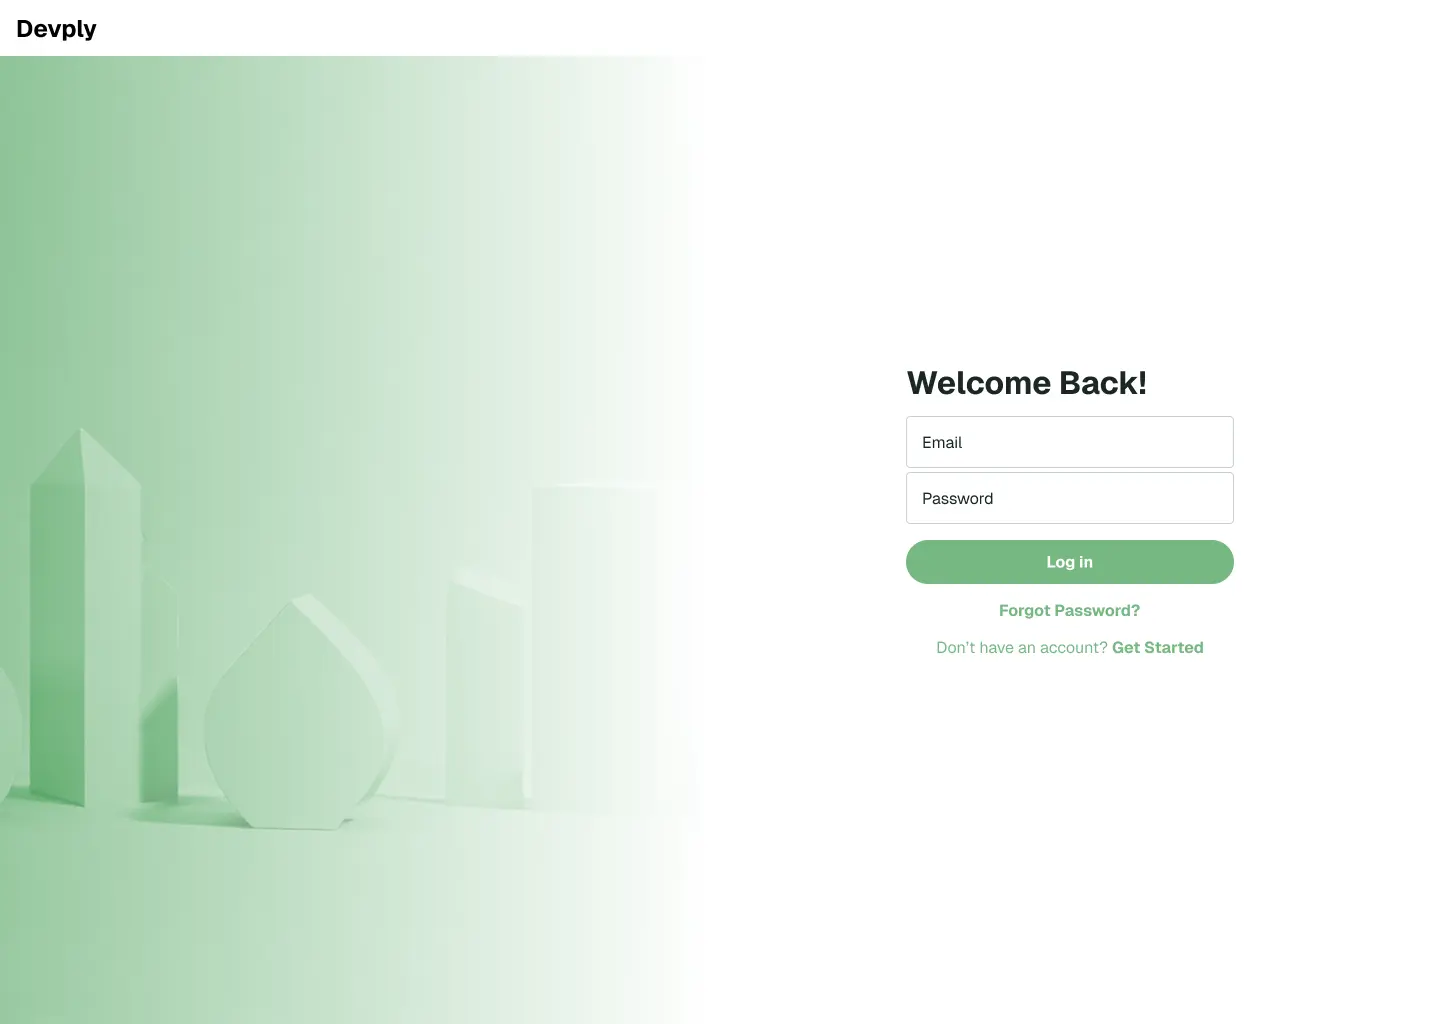 Devply
Welcome Back!
Email
Password
Log in
Forgot Password?
Don't have an account? Get Started